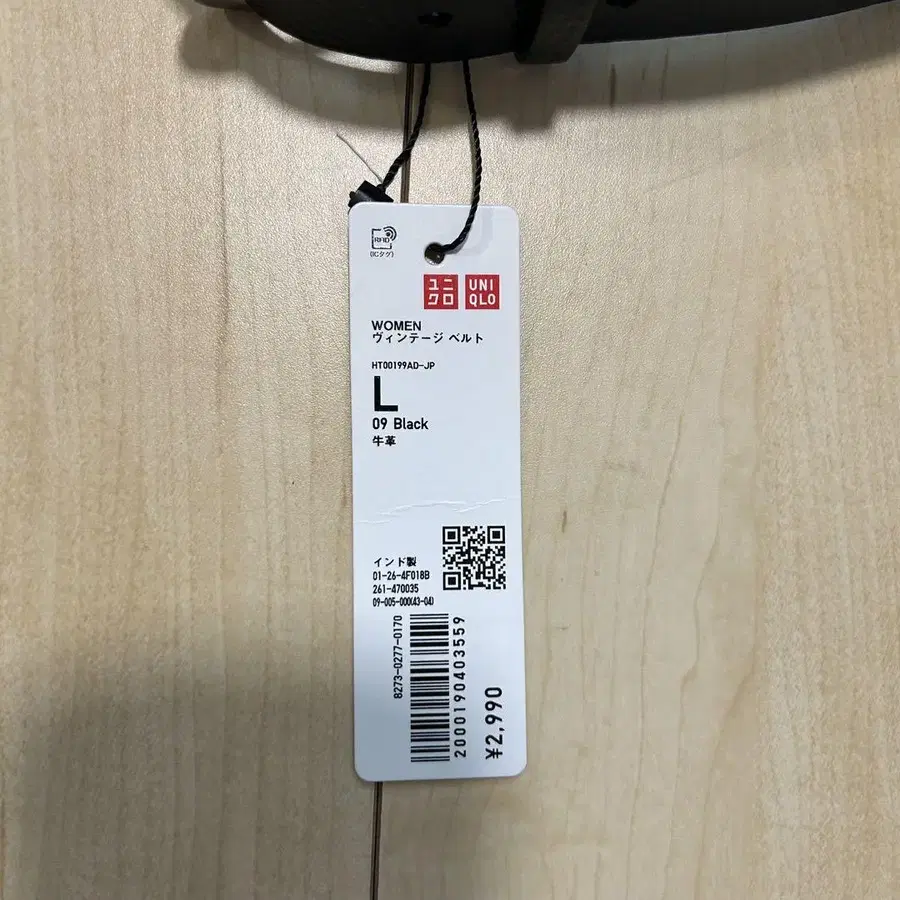 RFID
(ICタグ)
ユニ
クロ
UNI
QLO
WOMEN
ヴィンテージ ベルト
HT00199AD-JP
L
09 Black
牛革
インド製
01-26-4F018B
261-470035
09-005-000(43-04)
8273-0277-0170
2000190403559
¥2,990